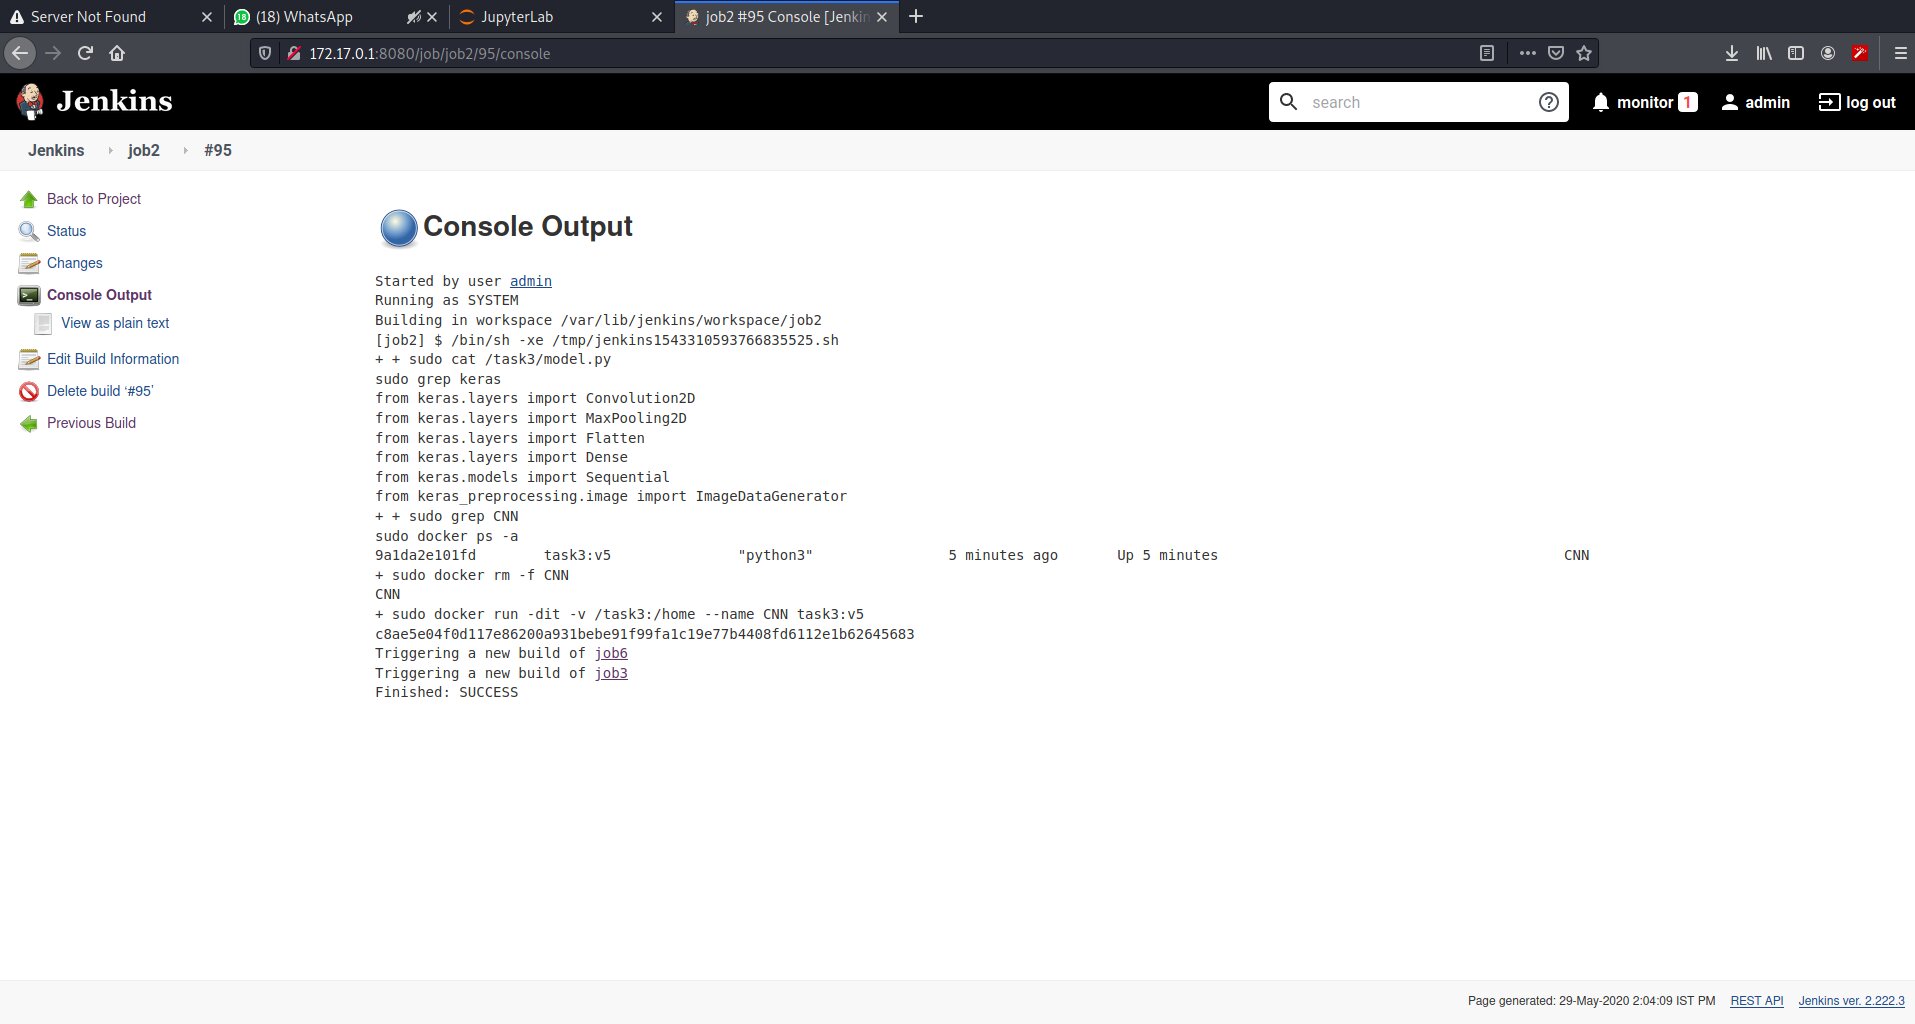 Server Not Found
(18) WhatsApp
JupyterLab
job2 #95 Console [Jenkin
172.17.0.1:8080/job/job2/95/console
Jenkins
search
monitor 1
admin
log out
Jenkins
job2
#95
Back to Project
Status
Changes
Console Output
View as plain text
Edit Build Information
Delete build ‘#95’
Previous Build
Console Output
Started by user admin
Running as SYSTEM
Building in workspace /var/lib/jenkins/workspace/job2
[job2] $ /bin/sh -xe /tmp/jenkins1543310593766835525.sh
+ + sudo cat /task3/model.py
sudo grep keras
from keras.layers import Convolution2D
from keras.layers import MaxPooling2D
from keras.layers import Flatten
from keras.layers import Dense
from keras.models import Sequential
from keras_preprocessing.image import ImageDataGenerator
+ + sudo grep CNN
sudo docker ps -a
9a1da2e101fd        task3:v5               "python3"                5 minutes ago       Up 5 minutes                                         CNN
+ sudo docker rm -f CNN
CNN
+ sudo docker run -dit -v /task3:/home --name CNN task3:v5
c8ae5e04f0d117e86200a931bebe91f99fa1c19e77b4408fd6112e1b62645683
Triggering a new build of job6
Triggering a new build of job3
Finished: SUCCESS
Page generated: 29-May-2020 2:04:09 IST PM
REST API
Jenkins ver. 2.222.3